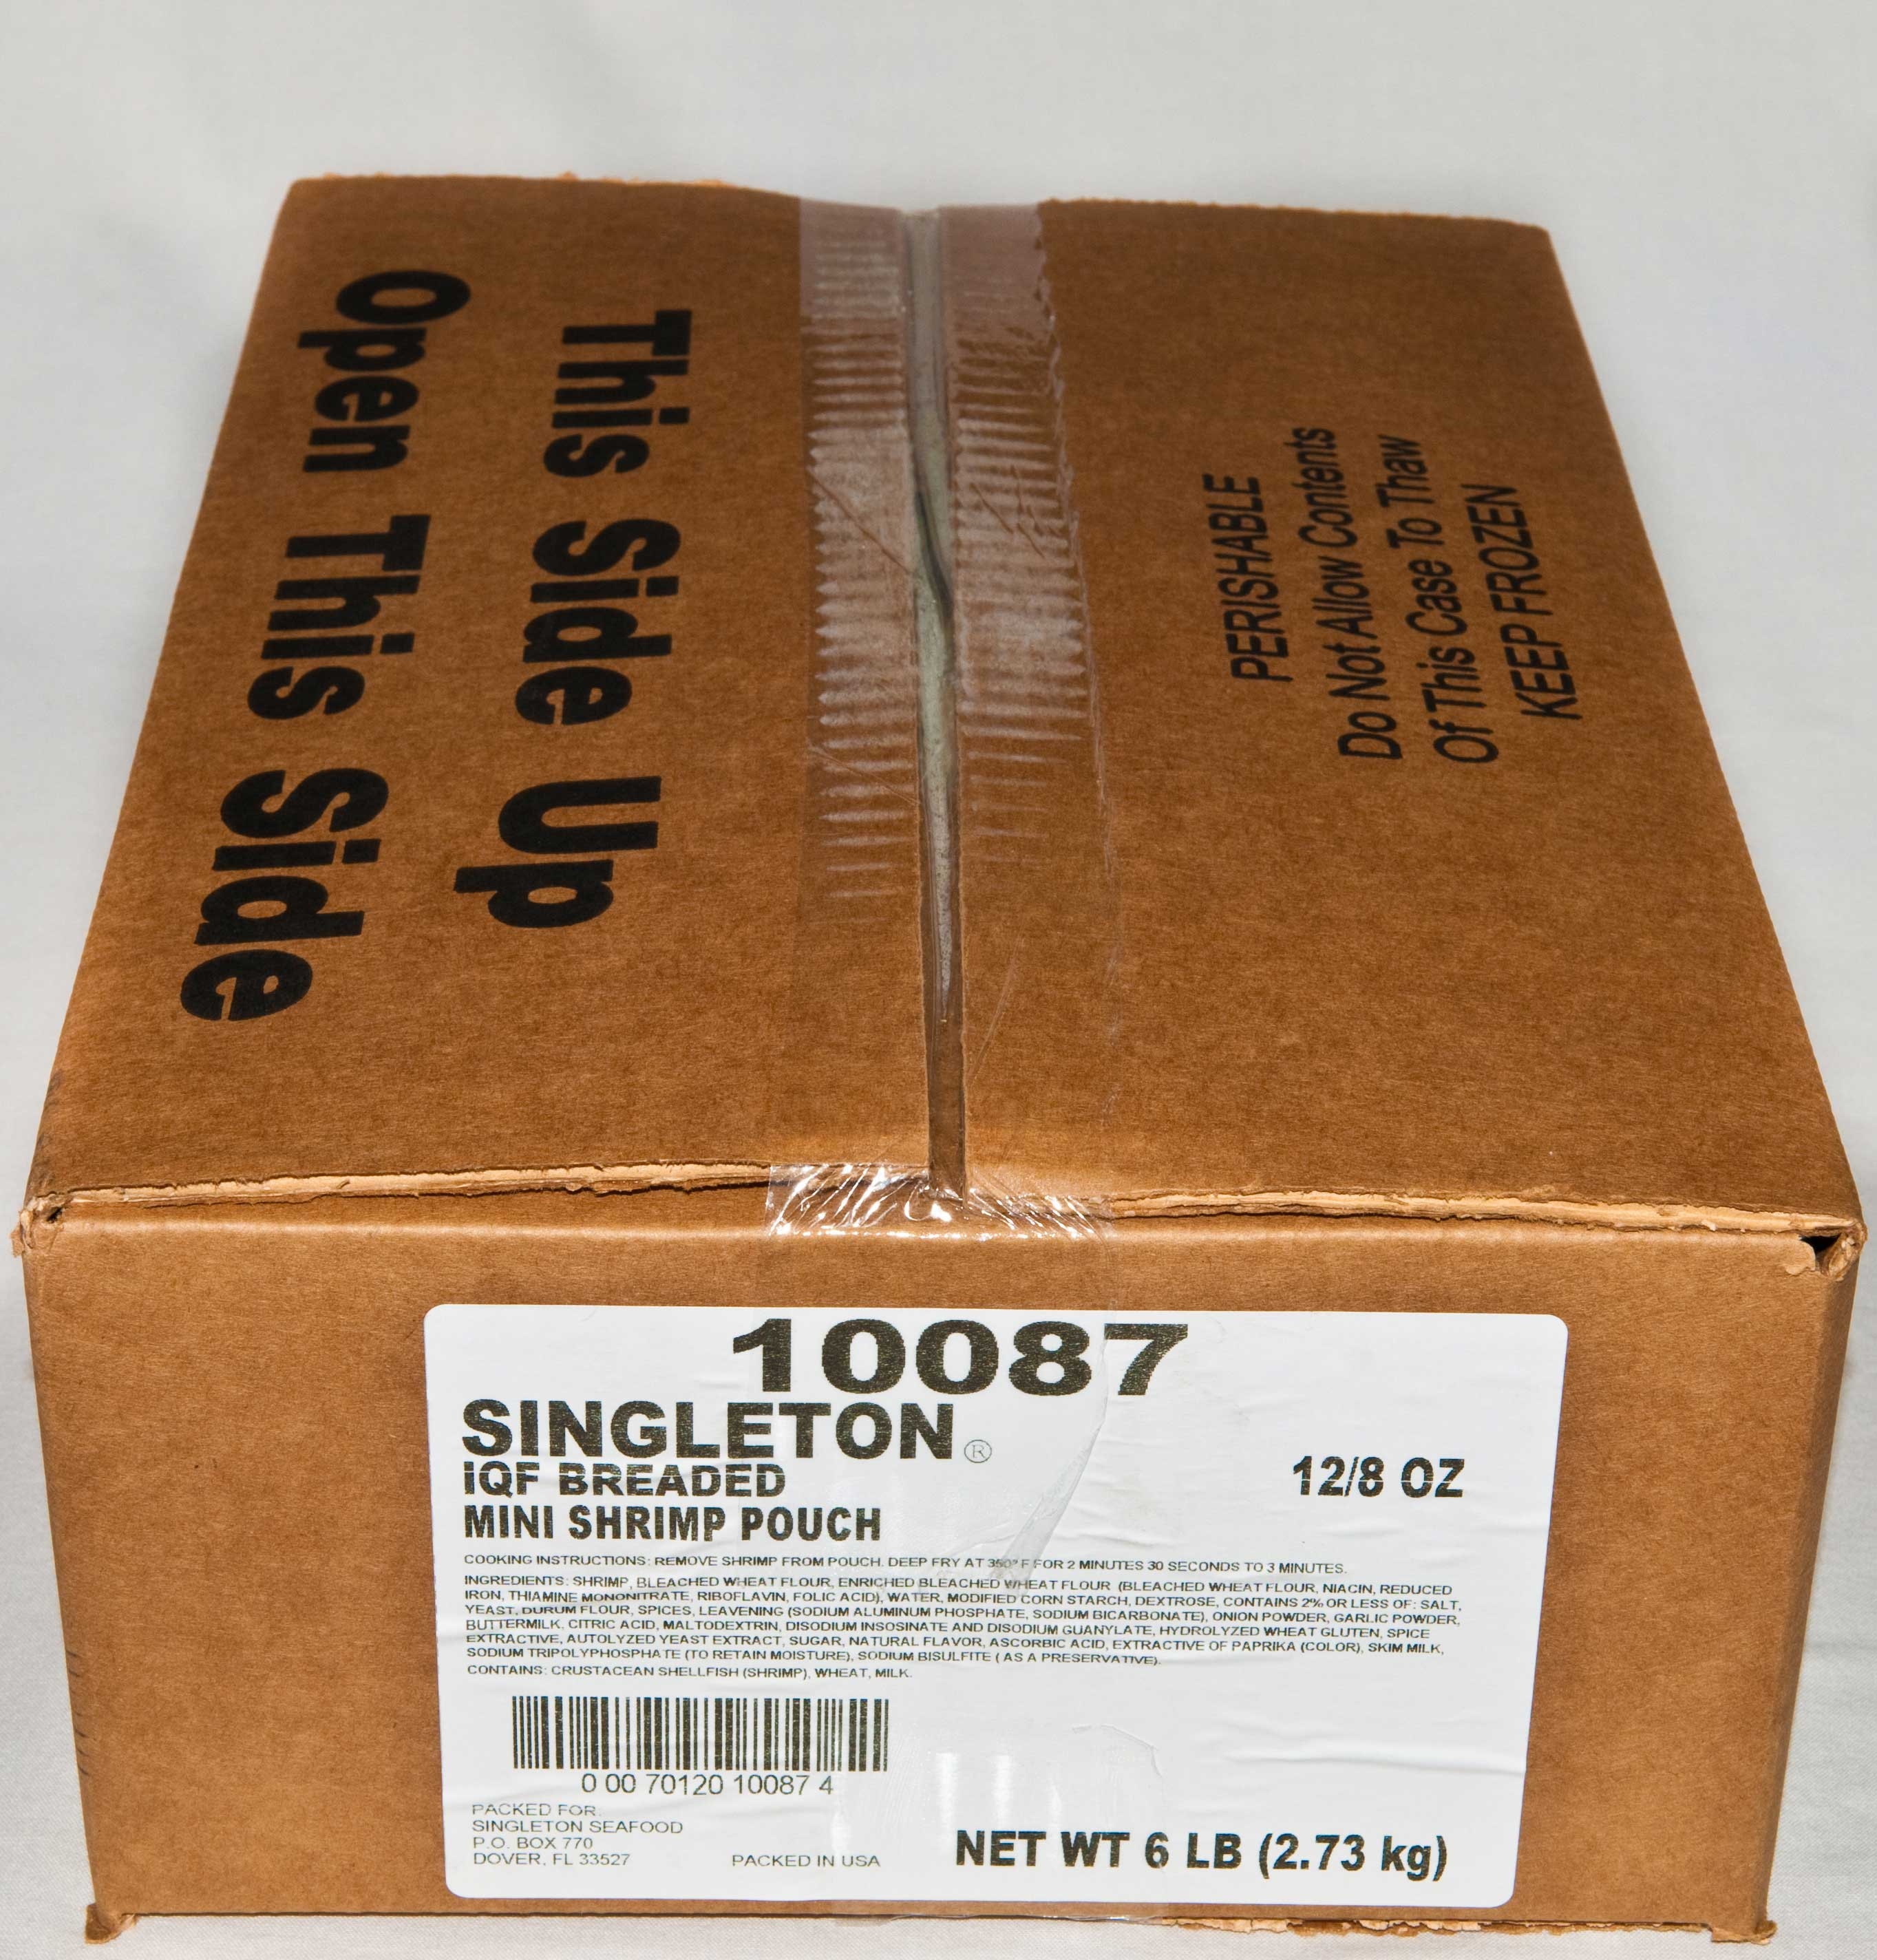 This Side Up
Open This Side
PERISHABLE
Do Not Allow Contents
Of This Case To Thaw
KEEP FROZEN
10087
SINGLETON®
IQF BREADED
MINI SHRIMP POUCH
12/8 OZ
COOKING INSTRUCTIONS: REMOVE SHRIMP FROM POUCH. DEEP FRY AT 350° F FOR 2 MINUTES 30 SECONDS TO 3 MINUTES.
INGREDIENTS: SHRIMP, BLEACHED WHEAT FLOUR, ENRICHED BLEACHED WHEAT FLOUR (BLEACHED WHEAT FLOUR, NIACIN, REDUCED
IRON, THIAMINE MONONITRATE, RIBOFLAVIN, FOLIC ACID), WATER, MODIFIED CORN STARCH, DEXTROSE, CONTAINS 2% OR LESS OF: SALT,
YEAST, DURUM FLOUR, SPICES, LEAVENING (SODIUM ALUMINUM PHOSPHATE, SODIUM BICARBONATE), ONION POWDER, GARLIC POWDER,
BUTTERMILK, CITRIC ACID, MALTODEXTRIN, DISODIUM INSOSINATE AND DISODIUM GUANYLATE, HYDROLYZED WHEAT GLUTEN, SPICE
EXTRACTIVE, AUTOLYZED YEAST EXTRACT, SUGAR, NATURAL FLAVOR, ASCORBIC ACID, EXTRACTIVE OF PAPRIKA (COLOR), SKIM MILK,
SODIUM TRIPOLYPHOSPHATE (TO RETAIN MOISTURE), SODIUM BISULFITE ( AS A PRESERVATIVE).
CONTAINS: CRUSTACEAN SHELLFISH (SHRIMP), WHEAT, MILK.
0 00 70120 10087 4
PACKED FOR:
SINGLETON SEAFOOD
P.O. BOX 770
DOVER, FL 33527
PACKED IN USA
NET WT 6 LB (2.73 kg)